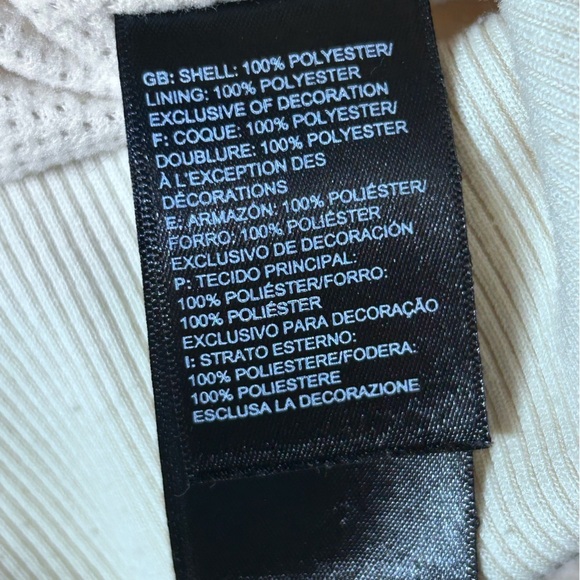 GB: SHELL: 100% POLYESTER/
LINING: 100% POLYESTER
EXCLUSIVE OF DECORATION
F: COQUE: 100% POLYESTER/
DOUBLURE: 100% POLYESTER
À L'EXCEPTION DES
DÉCORATIONS
E: ARMAZÓN: 100% POLIÉSTER/
FORRO: 100% POLIÉSTER
EXCLUSIVO DE DECORACIÓN
P: TECIDO PRINCIPAL:
100% POLIÉSTER/FORRO:
100% POLIÉSTER
EXCLUSIVO PARA DECORAÇÃO
I: STRATO ESTERNO:
100% POLIESTERE/FODERA:
100% POLIESTERE
ESCLUSA LA DECORAZIONE